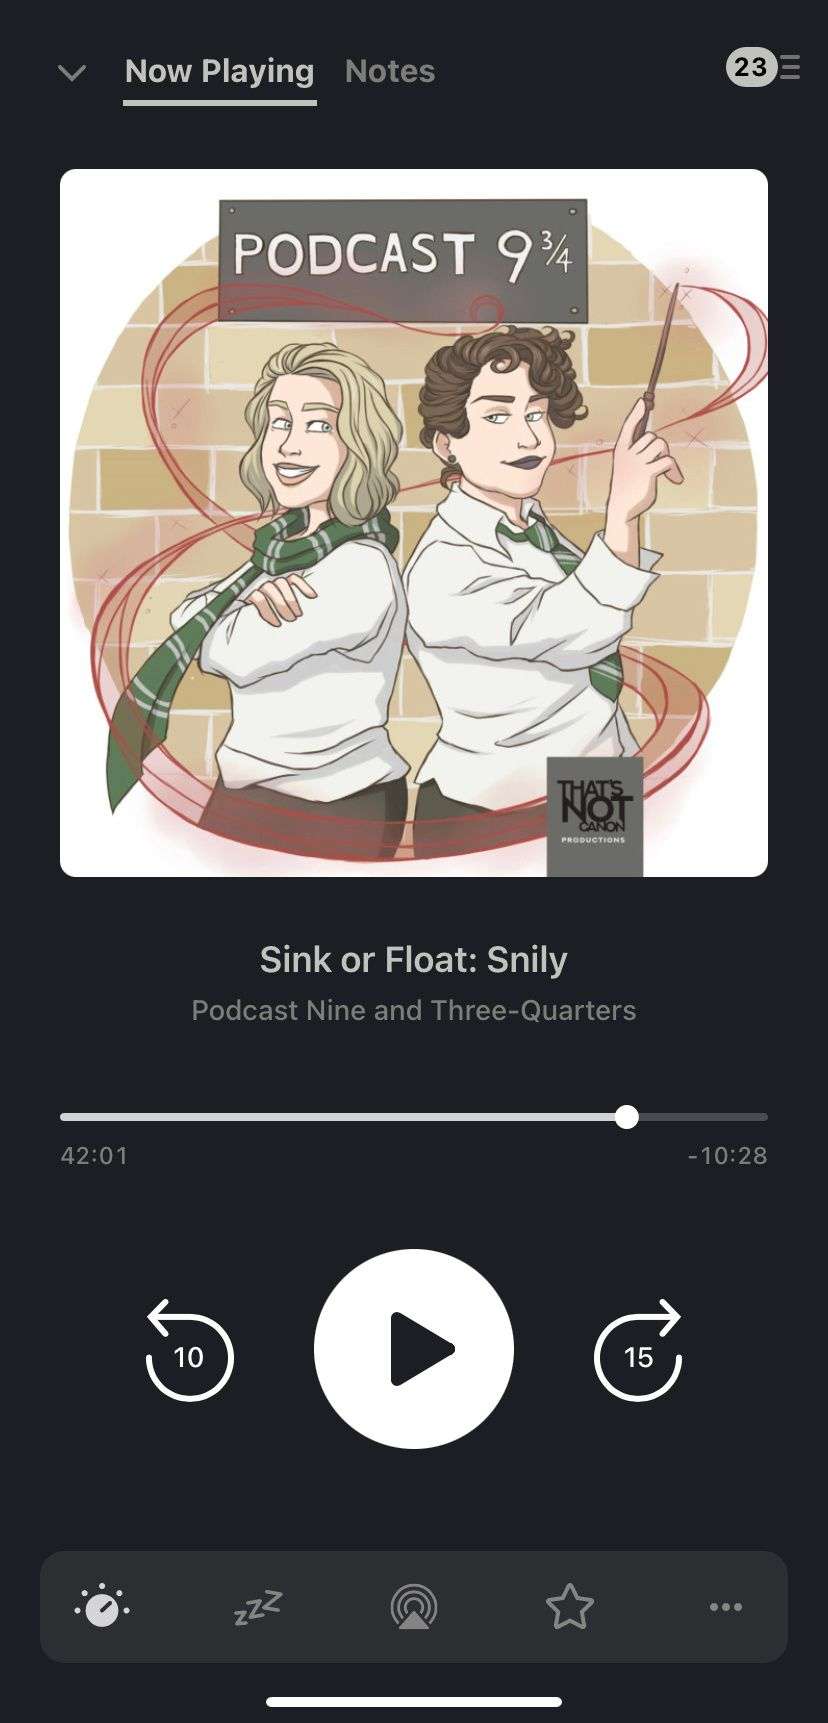 Now Playing Notes 23
PODCAST 9 ¾
THAT'S
NOT
CANON
PRODUCTIONS
Sink or Float: Snily
Podcast Nine and Three-Quarters
42:01 -10:28
10 15
zzz